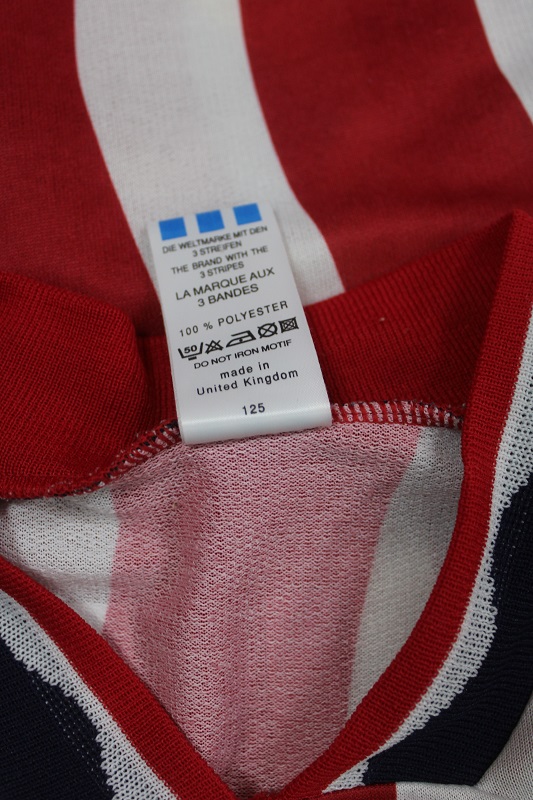 DIE WELTMARKE MIT DEN
3 STREIFEN
THE BRAND WITH THE
3 STRIPES
LA MARQUE AUX
3 BANDES
100 % POLYESTER
50
DO NOT IRON MOTIF
made in
United Kingdom
125